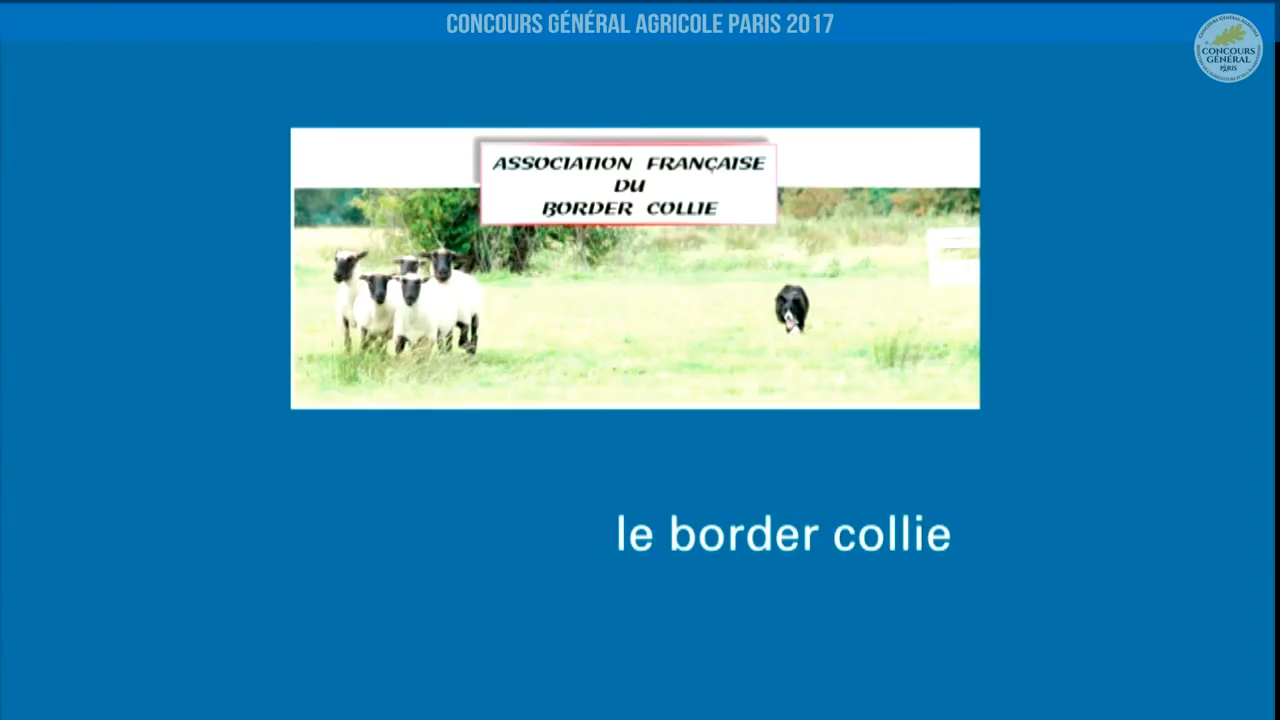 CONCOURS GÉNÉRAL AGRICOLE PARIS 2017
CONCOURS
GÉNÉRAL
PARIS
ASSOCIATION FRANÇAISE
DU
BORDER COLLIE
le border collie